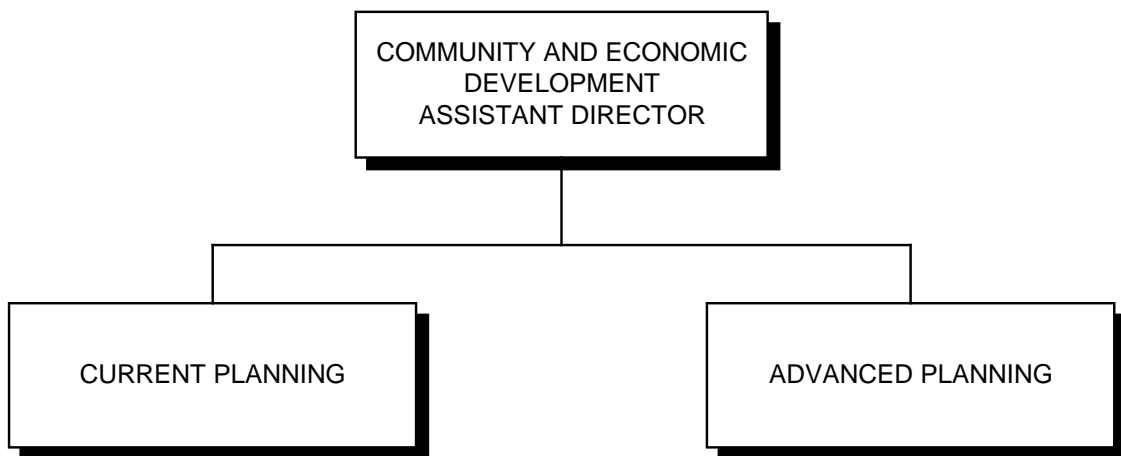 COMMUNITY AND ECONOMIC
DEVELOPMENT
ASSISTANT DIRECTOR
CURRENT PLANNING
ADVANCED PLANNING